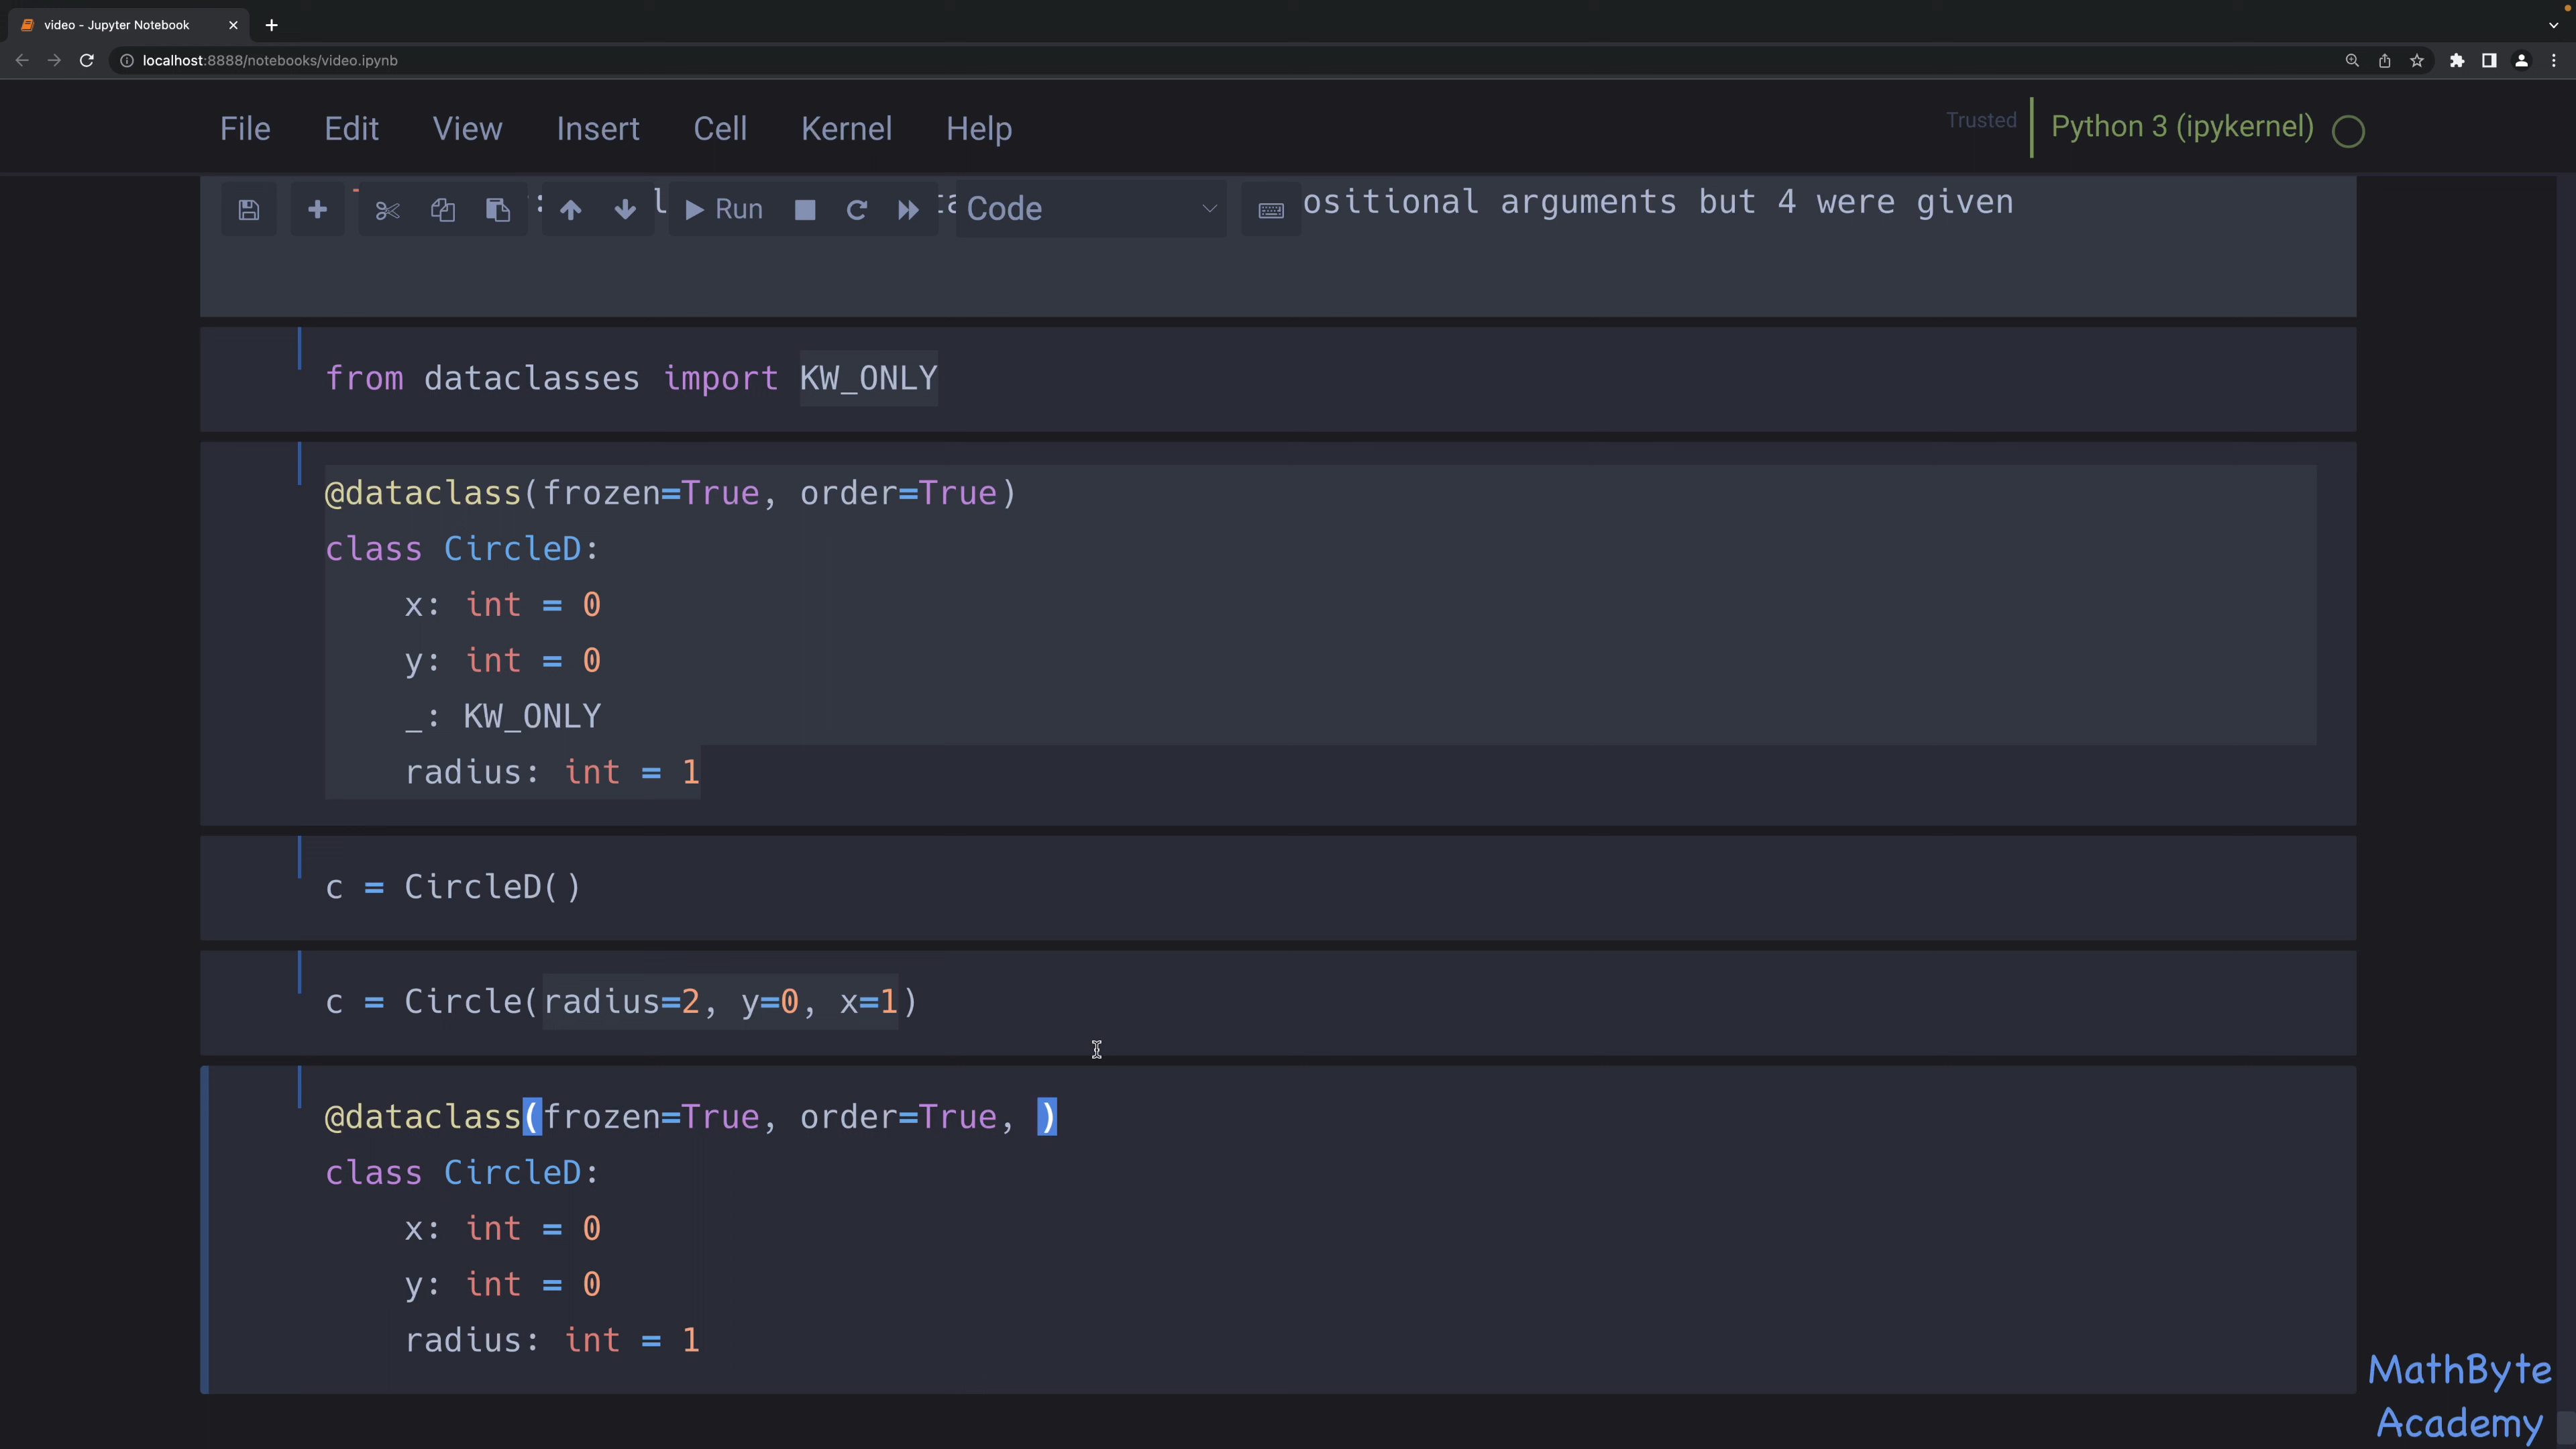 video - Jupyter Notebook
localhost:8888/notebooks/video.ipynb
File Edit View Insert Cell Kernel Help Trusted Python 3 (ipykernel)
Run Code ositional arguments but 4 were given
from dataclasses import KW_ONLY
@dataclass(frozen=True, order=True)
class CircleD:
    x: int = 0
    y: int = 0
    _: KW_ONLY
    radius: int = 1
c = CircleD()
c = Circle(radius=2, y=0, x=1)
@dataclass(frozen=True, order=True, )
class CircleD:
    x: int = 0
    y: int = 0
    radius: int = 1
MathByte
Academy